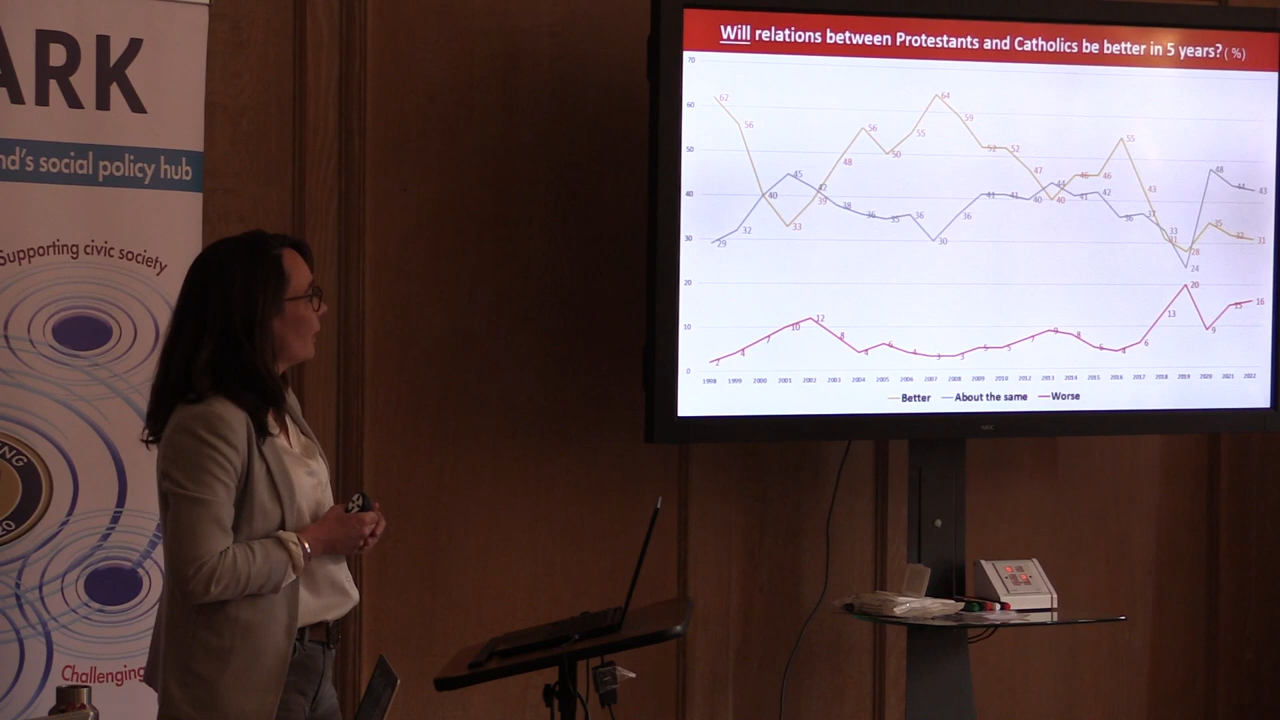 ARK
nd's social policy hub
Supporting civic society
NG
20
Challenging
Will relations between Protestants and Catholics be better in 5 years? ( %)
70
60
50
40
30
20
10
0
62 56 40 33 39 48 56 50 55 64 59 52 52 47 40 46 46 55 43 31 28 35 32 31
29 32 45 42 38 36 35 36 30 36 41 41 40 44 41 42 36 37 33 24 48 44 43
2 4 7 10 12 8 4 6 4 3 3 5 5 7 9 8 5 4 6 13 20 9 15 16
1998 1999 2000 2001 2002 2003 2004 2005 2006 2007 2008 2009 2010 2012 2013 2014 2015 2016 2017 2018 2019 2020 2021 2022
Better About the same Worse
NEC